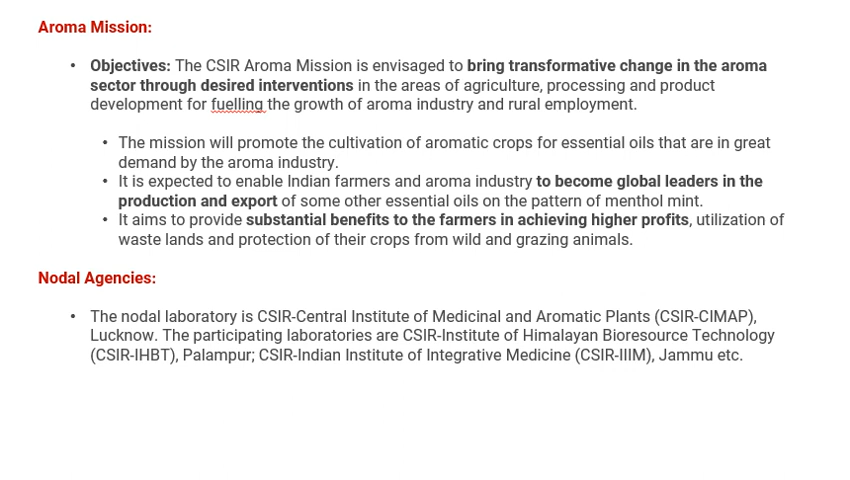 Aroma Mission:
• Objectives: The CSIR Aroma Mission is envisaged to bring transformative change in the aroma
sector through desired interventions in the areas of agriculture, processing and product
development for fuelling the growth of aroma industry and rural employment.
• The mission will promote the cultivation of aromatic crops for essential oils that are in great
demand by the aroma industry.
• It is expected to enable Indian farmers and aroma industry to become global leaders in the
production and export of some other essential oils on the pattern of menthol mint.
• It aims to provide substantial benefits to the farmers in achieving higher profits, utilization of
waste lands and protection of their crops from wild and grazing animals.
Nodal Agencies:
• The nodal laboratory is CSIR-Central Institute of Medicinal and Aromatic Plants (CSIR-CIMAP),
Lucknow. The participating laboratories are CSIR-Institute of Himalayan Bioresource Technology
(CSIR-IHBT), Palampur; CSIR-Indian Institute of Integrative Medicine (CSIR-IIIM), Jammu etc.